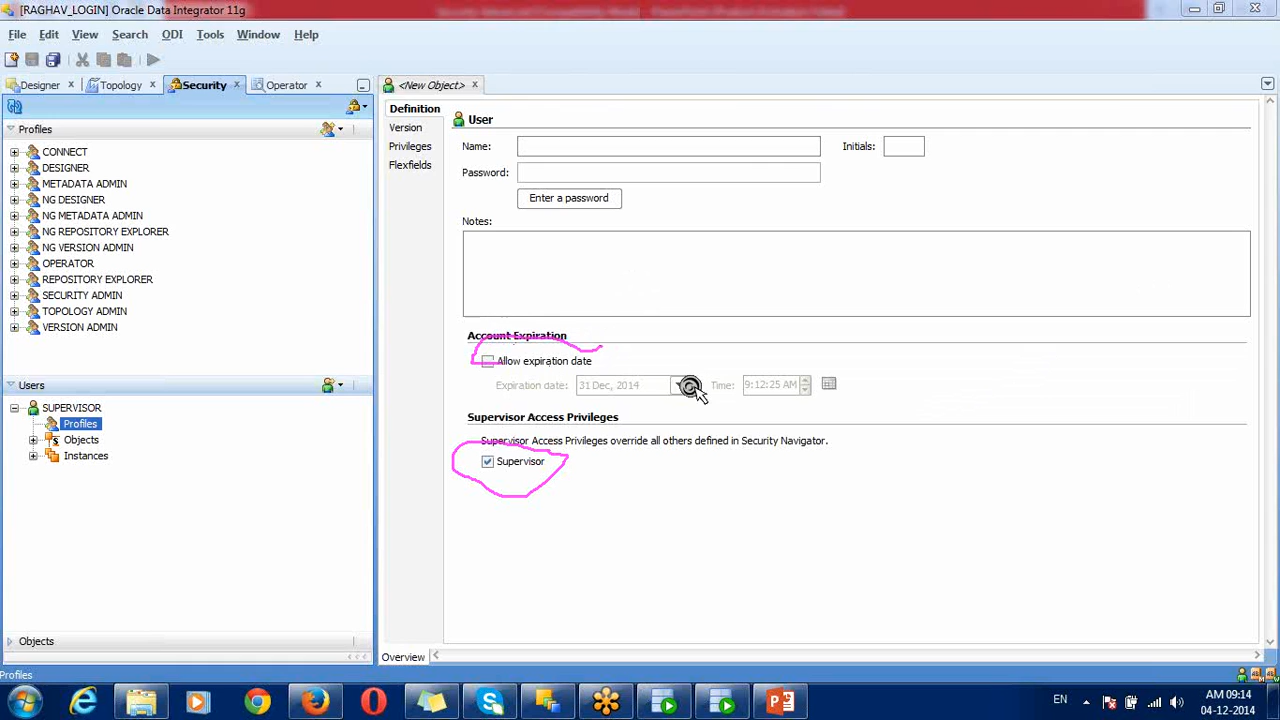 [RAGHAV_LOGIN] Oracle Data Integrator 11g
File Edit View Search ODI Tools Window Help
Designer Topology Security Operator
<New Object>
Profiles
CONNECT
DESIGNER
METADATA ADMIN
NG DESIGNER
NG METADATA ADMIN
NG REPOSITORY EXPLORER
NG VERSION ADMIN
OPERATOR
REPOSITORY EXPLORER
SECURITY ADMIN
TOPOLOGY ADMIN
VERSION ADMIN
Users
SUPERVISOR
Profiles
Objects
Instances
Objects
Definition
Version
Privileges
Flexfields
User
Name: Initials:
Password:
Enter a password
Notes:
Account Expiration
Allow expiration date
Expiration date: 31 Dec, 2014 Time: 9:12:25 AM
Supervisor Access Privileges
Supervisor Access Privileges override all others defined in Security Navigator.
Supervisor
Overview
Profiles
EN
AM 09:14
04-12-2014